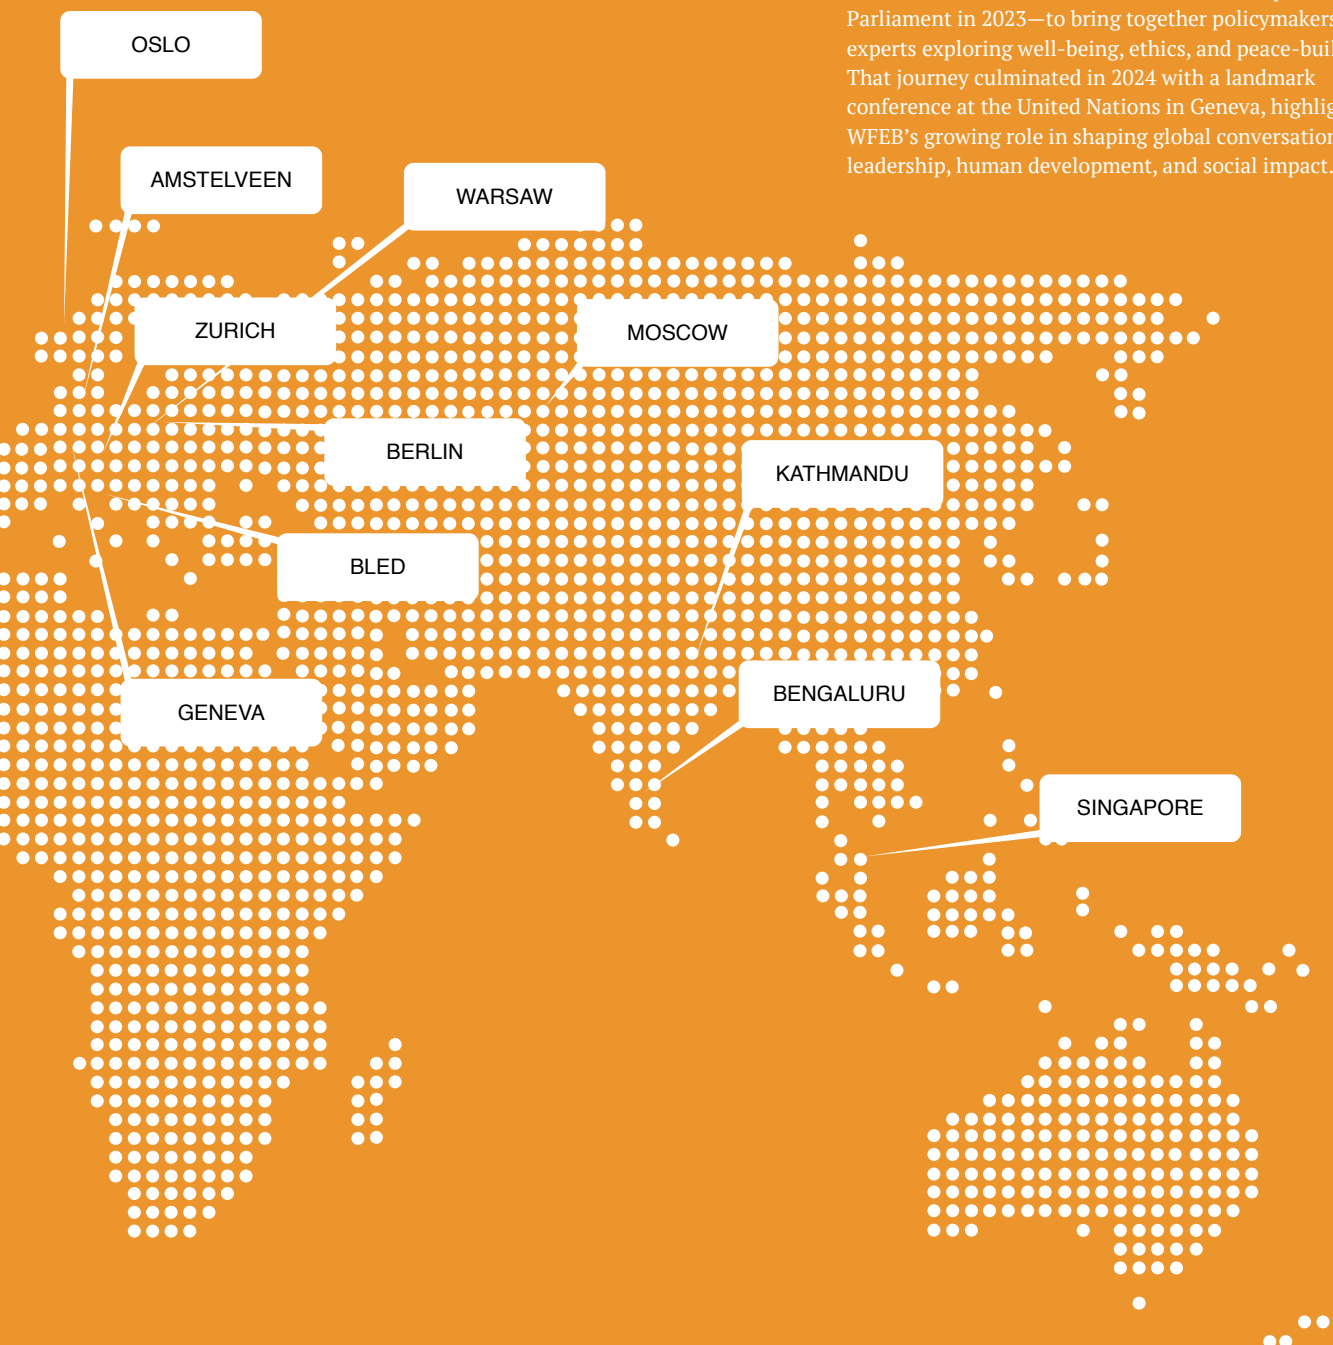 Parliament in 2023—to bring together policymakers
experts exploring well-being, ethics, and peace-buil
That journey culminated in 2024 with a landmark
conference at the United Nations in Geneva, highlig
WFEB’s growing role in shaping global conversation
leadership, human development, and social impact.
OSLO
AMSTELVEEN
WARSAW
ZURICH
MOSCOW
BERLIN
KATHMANDU
BLED
BENGALURU
GENEVA
SINGAPORE